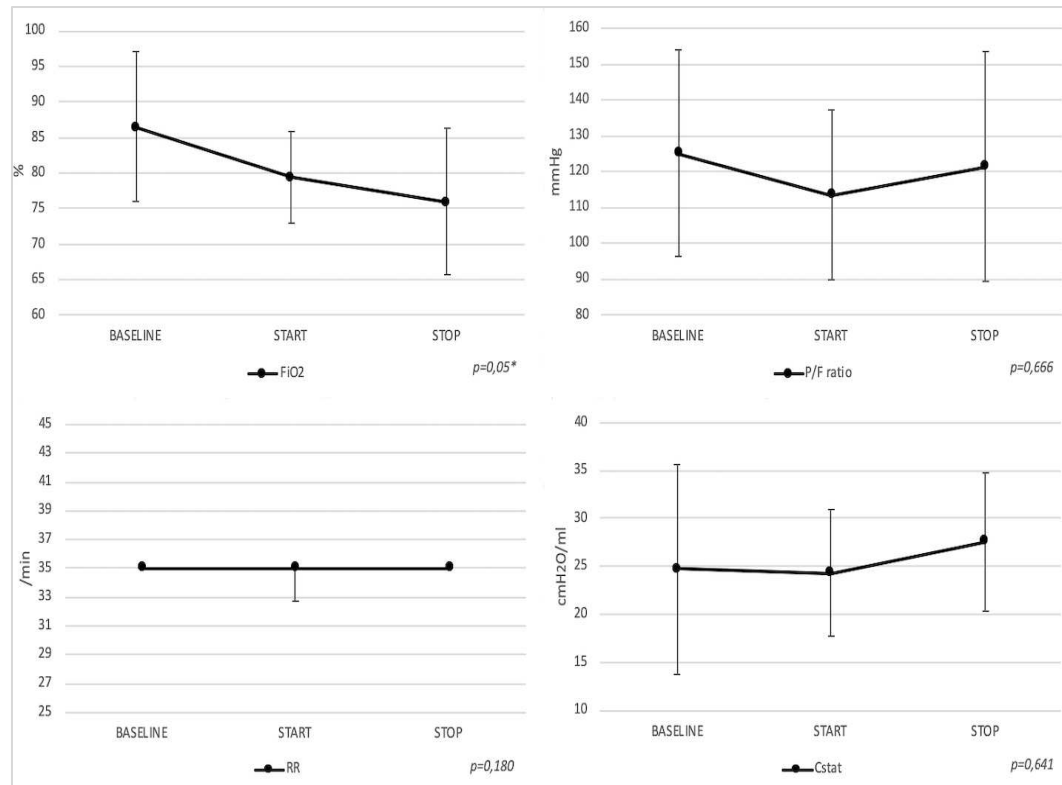 100
95
90
85
80
75
70
65
60
%
BASELINE START STOP
FiO2
p=0,05*
160
150
140
130
120
110
100
90
80
mmHg
BASELINE START STOP
P/F ratio
p=0,666
45
43
41
39
37
35
33
31
29
27
25
/min
BASELINE START STOP
RR
p=0,180
40
35
30
25
20
15
10
cmH2O/ml
BASELINE START STOP
Cstat
p=0,641